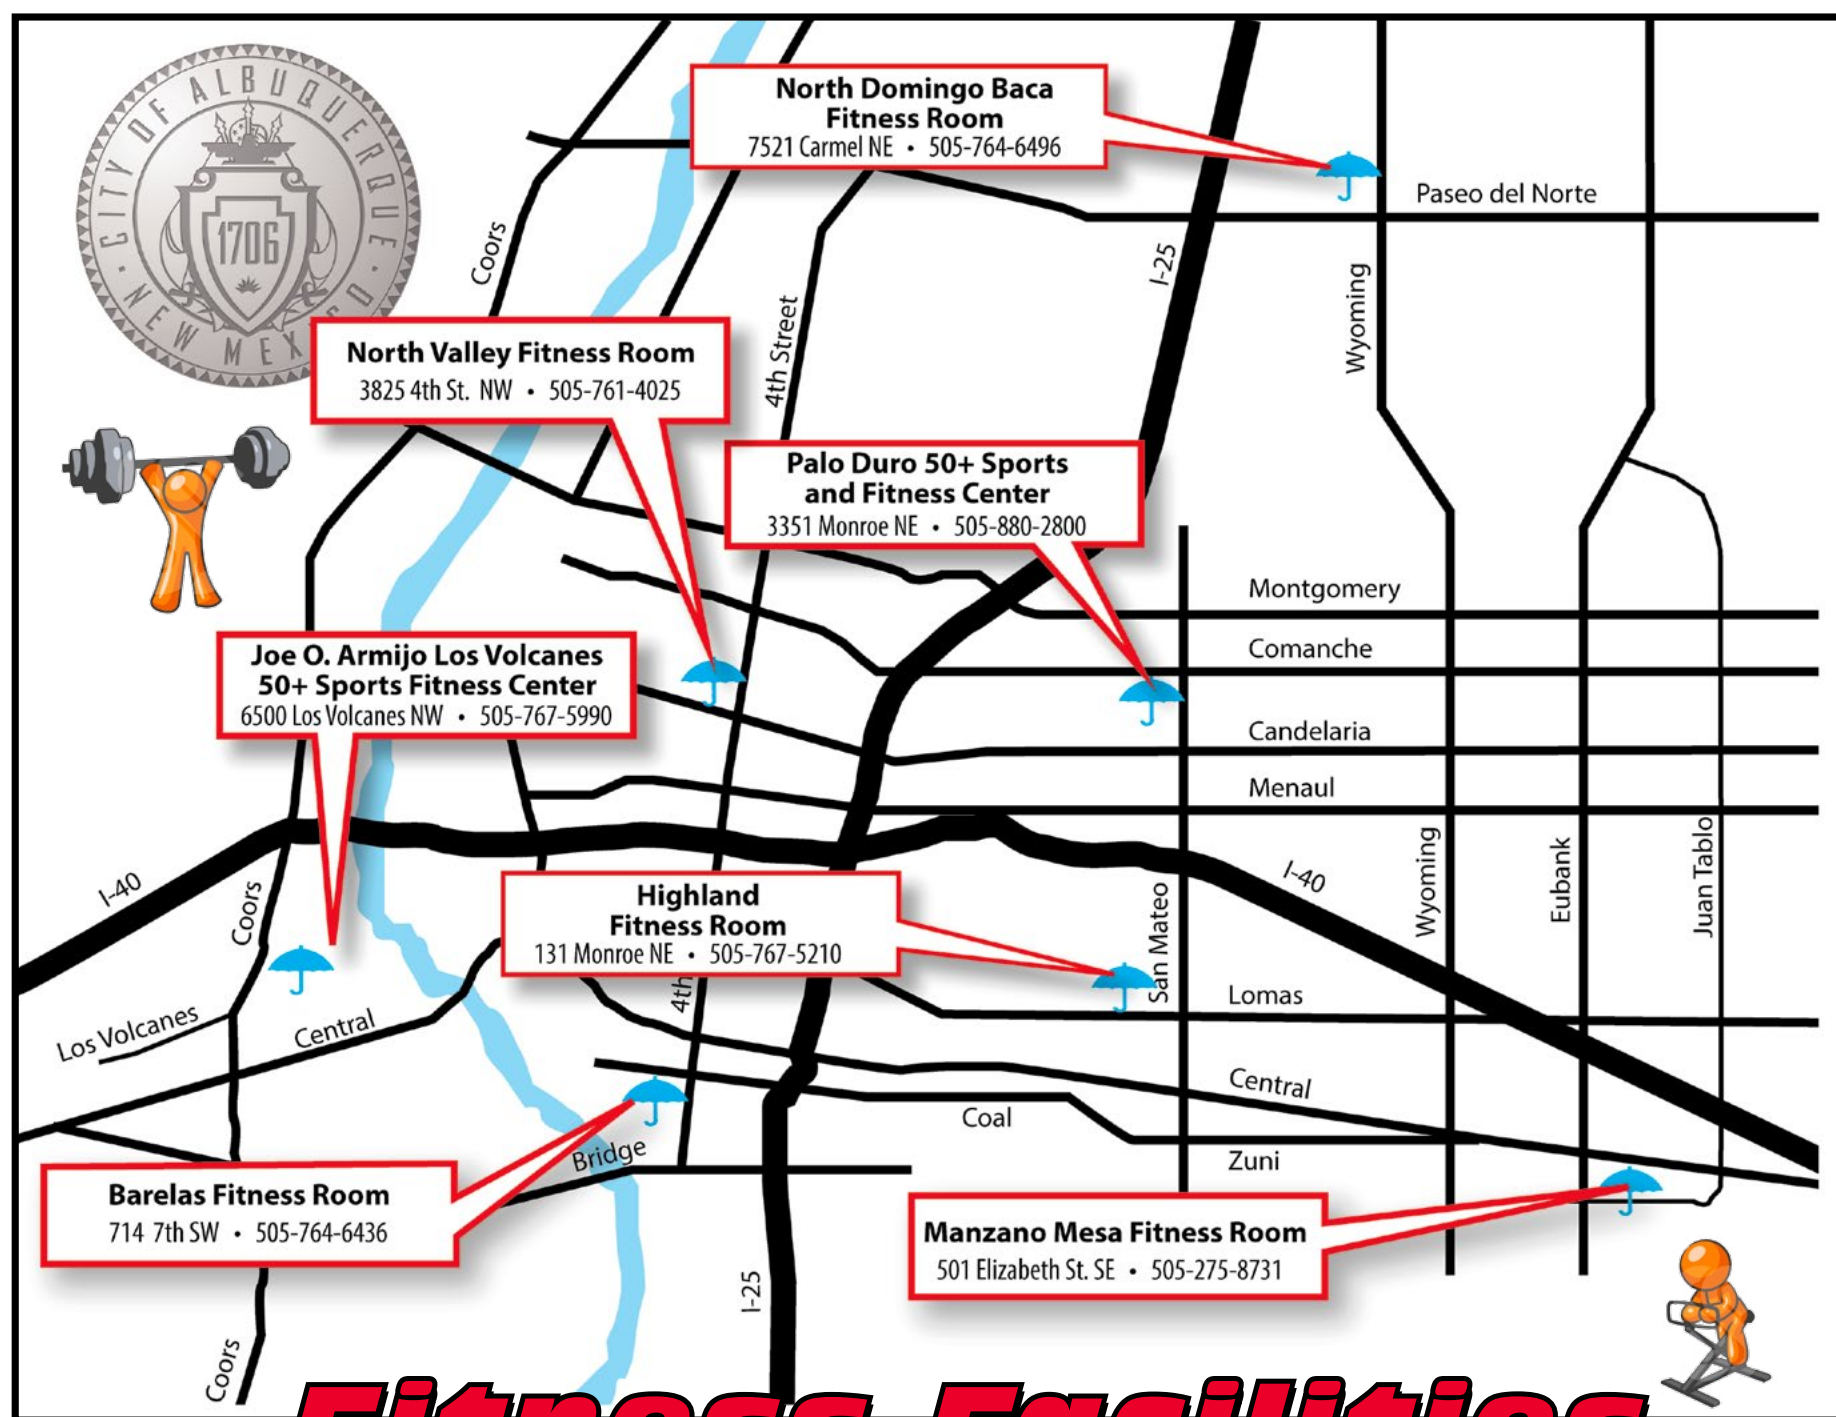 CITY OF ALBUQUERQUE
NEW MEX
1706
North Domingo Baca
Fitness Room
7521 Carmel NE • 505-764-6496
Paseo del Norte
Coors
I-25
Wyoming
4th Street
North Valley Fitness Room
3825 4th St. NW • 505-761-4025
Palo Duro 50+ Sports
and Fitness Center
3351 Monroe NE • 505-880-2800
Montgomery
Comanche
Joe O. Armijo Los Volcanes
50+ Sports Fitness Center
6500 Los Volcanes NW • 505-767-5990
Candelaria
Menaul
I-40
Coors
Highland
Fitness Room
131 Monroe NE • 505-767-5210
I-40
San Mateo
Wyoming
Eubank
Juan Tablo
4th
Lomas
Los Volcanes
Central
Central
Coal
Bridge
Zuni
Barelas Fitness Room
714 7th SW • 505-764-6436
Manzano Mesa Fitness Room
501 Elizabeth St. SE • 505-275-8731
I-25
Coors
Fitness Facilities